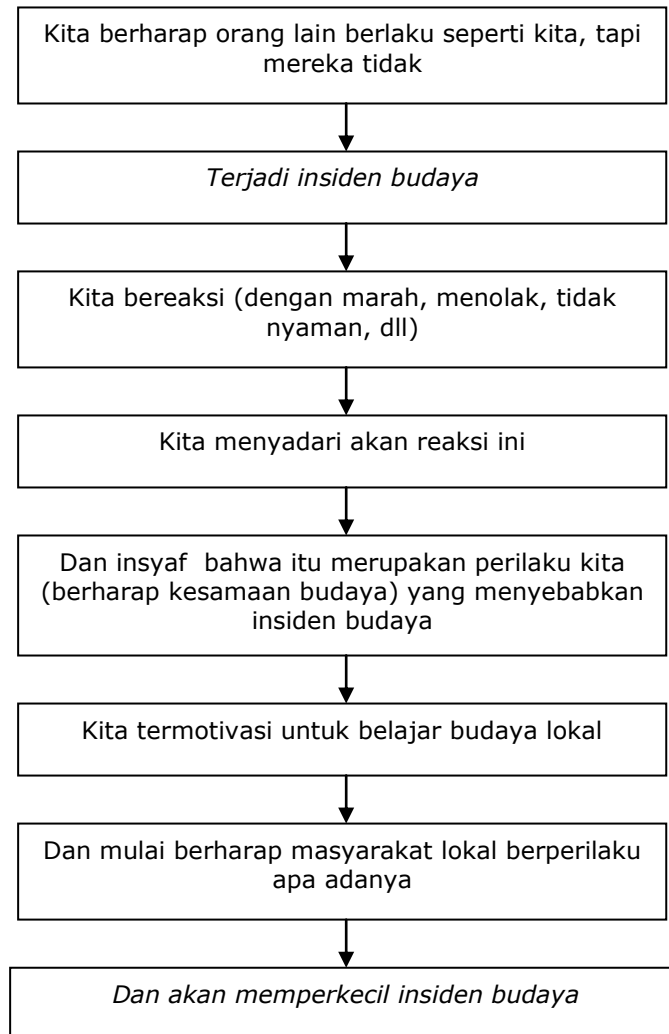 Kita berharap orang lain berlaku seperti kita, tapi
mereka tidak
Terjadi insiden budaya
Kita bereaksi (dengan marah, menolak, tidak
nyaman, dll)
Kita menyadari akan reaksi ini
Dan insyaf  bahwa itu merupakan perilaku kita
(berharap kesamaan budaya) yang menyebabkan
insiden budaya
Kita termotivasi untuk belajar budaya lokal
Dan mulai berharap masyarakat lokal berperilaku
apa adanya
Dan akan memperkecil insiden budaya